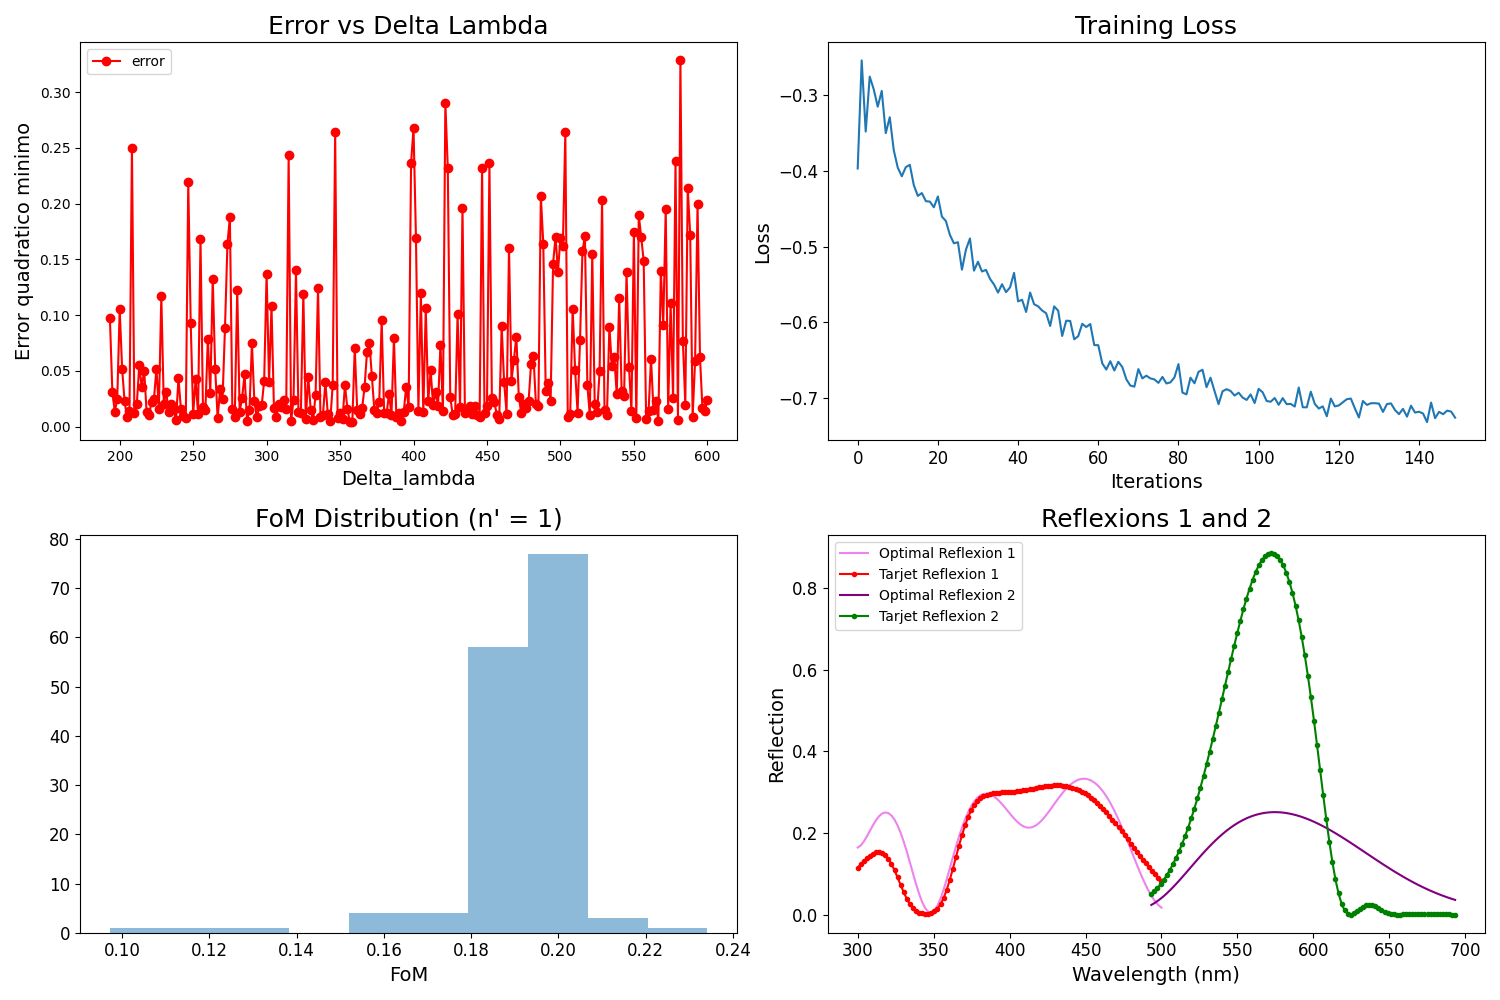 Error vs Delta Lambda
error
Error quadratico minimo
0.30
0.25
0.20
0.15
0.10
0.05
0.00
200 250 300 350 400 450 500 550 600
Delta_lambda
Training Loss
Loss
−0.3
−0.4
−0.5
−0.6
−0.7
0 20 40 60 80 100 120 140
Iterations
FoM Distribution (n' = 1)
80
70
60
50
40
30
20
10
0
0.10 0.12 0.14 0.16 0.18 0.20 0.22 0.24
FoM
Reflexions 1 and 2
Optimal Reflexion 1
Tarjet Reflexion 1
Optimal Reflexion 2
Tarjet Reflexion 2
Reflection
0.8
0.6
0.4
0.2
0.0
300 350 400 450 500 550 600 650 700
Wavelength (nm)